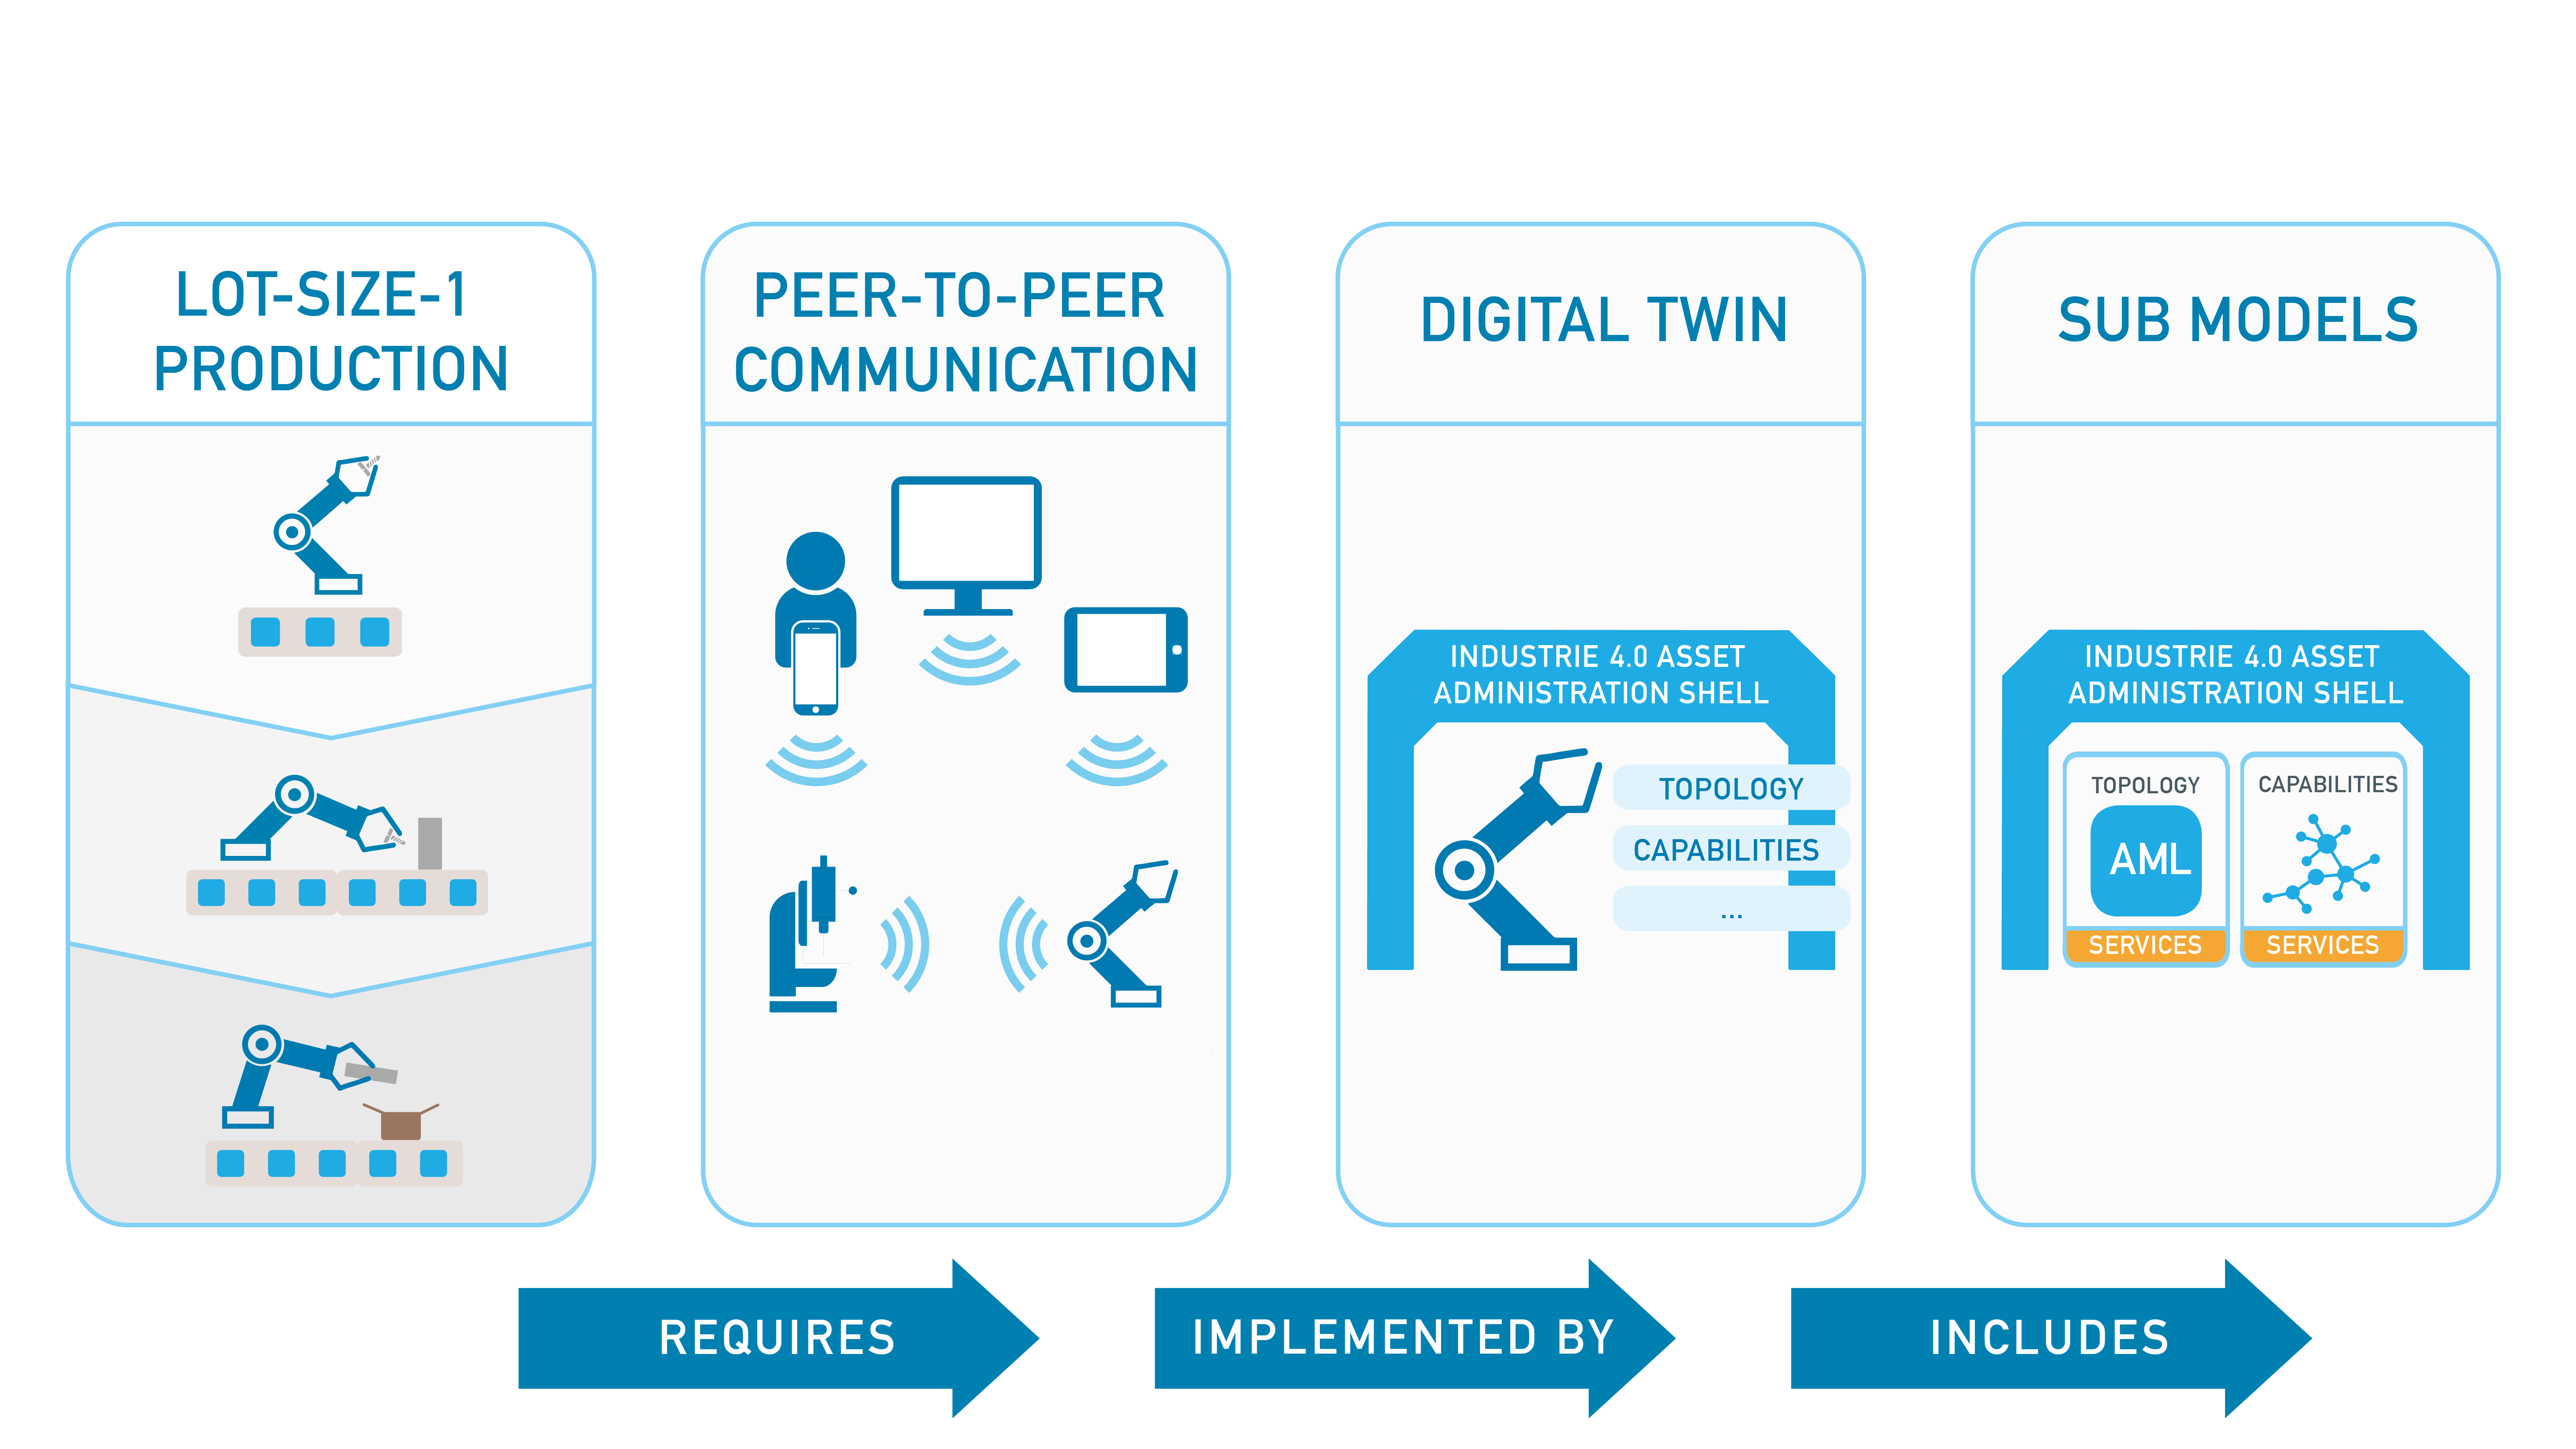 LOT-SIZE-1
PRODUCTION
PEER-TO-PEER
COMMUNICATION
DIGITAL TWIN
INDUSTRIE 4.0 ASSET
ADMINISTRATION SHELL
TOPOLOGY
CAPABILITIES
...
SUB MODELS
INDUSTRIE 4.0 ASSET
ADMINISTRATION SHELL
TOPOLOGY
AML
SERVICES
CAPABILITIES
SERVICES
REQUIRES
IMPLEMENTED BY
INCLUDES